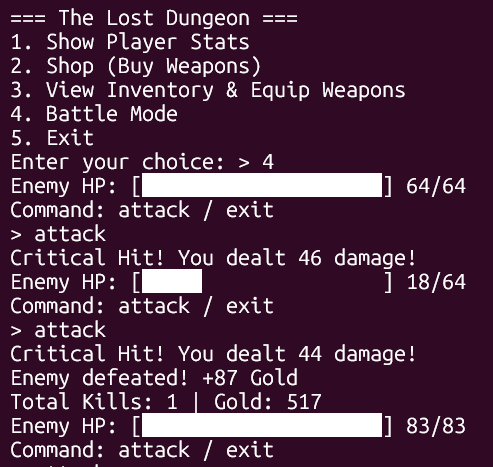 === The Lost Dungeon ===
1. Show Player Stats
2. Shop (Buy Weapons)
3. View Inventory & Equip Weapons
4. Battle Mode
5. Exit
Enter your choice: > 4
Enemy HP: [████████████████████] 64/64
Command: attack / exit
> attack
Critical Hit! You dealt 46 damage!
Enemy HP: [█████               ] 18/64
Command: attack / exit
> attack
Critical Hit! You dealt 44 damage!
Enemy defeated! +87 Gold
Total Kills: 1 | Gold: 517
Enemy HP: [████████████████████] 83/83
Command: attack / exit
> attack